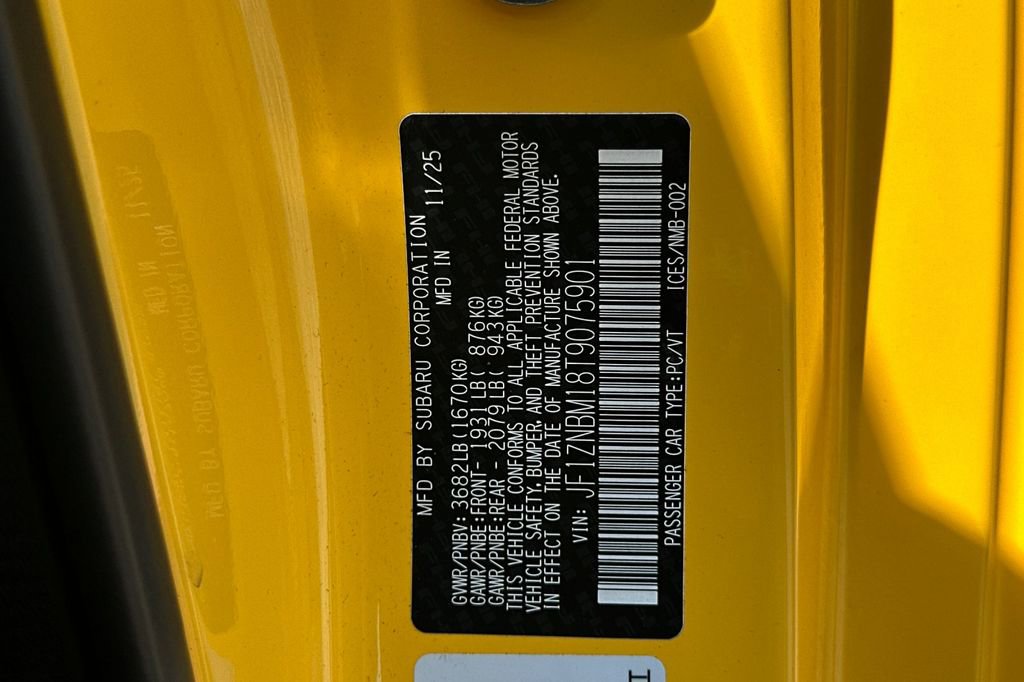 MFD BY SUBARU CORPORATION
MFD IN 11/25
GVWR/PNBV: 3682LB(1670KG)
GAWR/PNBE:FRONT- 1931LB( 876KG)
GAWR/PNBE:REAR - 2079LB( 943KG)
THIS VEHICLE CONFORMS TO ALL APPLICABLE FEDERAL MOTOR
VEHICLE SAFETY, BUMPER, AND THEFT PREVENTION STANDARDS
IN EFFECT ON THE DATE OF MANUFACTURE SHOWN ABOVE.
VIN: JF1ZNBM18T9075901
PASSENGER CAR TYPE:PC/VT ICES/NMB-002